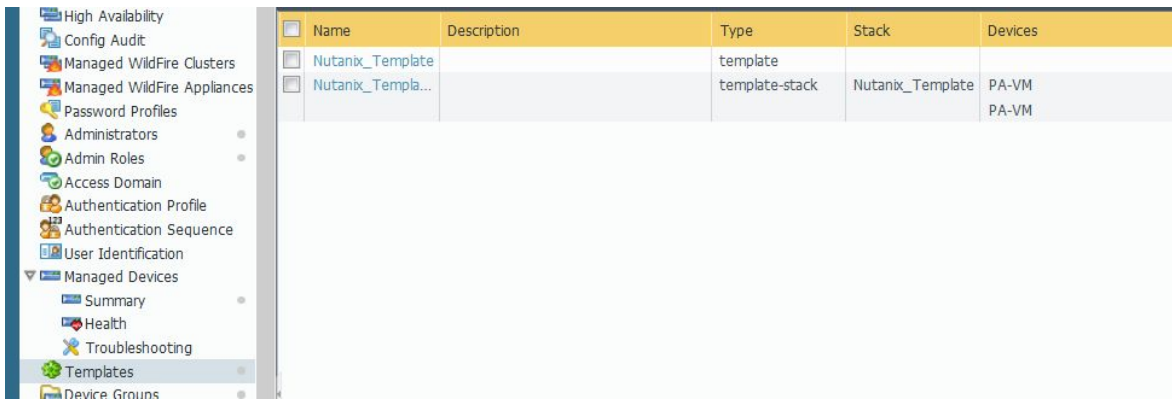 High Availability
Config Audit
Managed WildFire Clusters
Managed WildFire Appliances
Password Profiles
Administrators
Admin Roles
Access Domain
Authentication Profile
Authentication Sequence
User Identification
Managed Devices
Summary
Health
Troubleshooting
Templates
Device Groups
Name Description Type Stack Devices
Nutanix_Template template
Nutanix_Templa... template-stack Nutanix_Template PA-VM
PA-VM